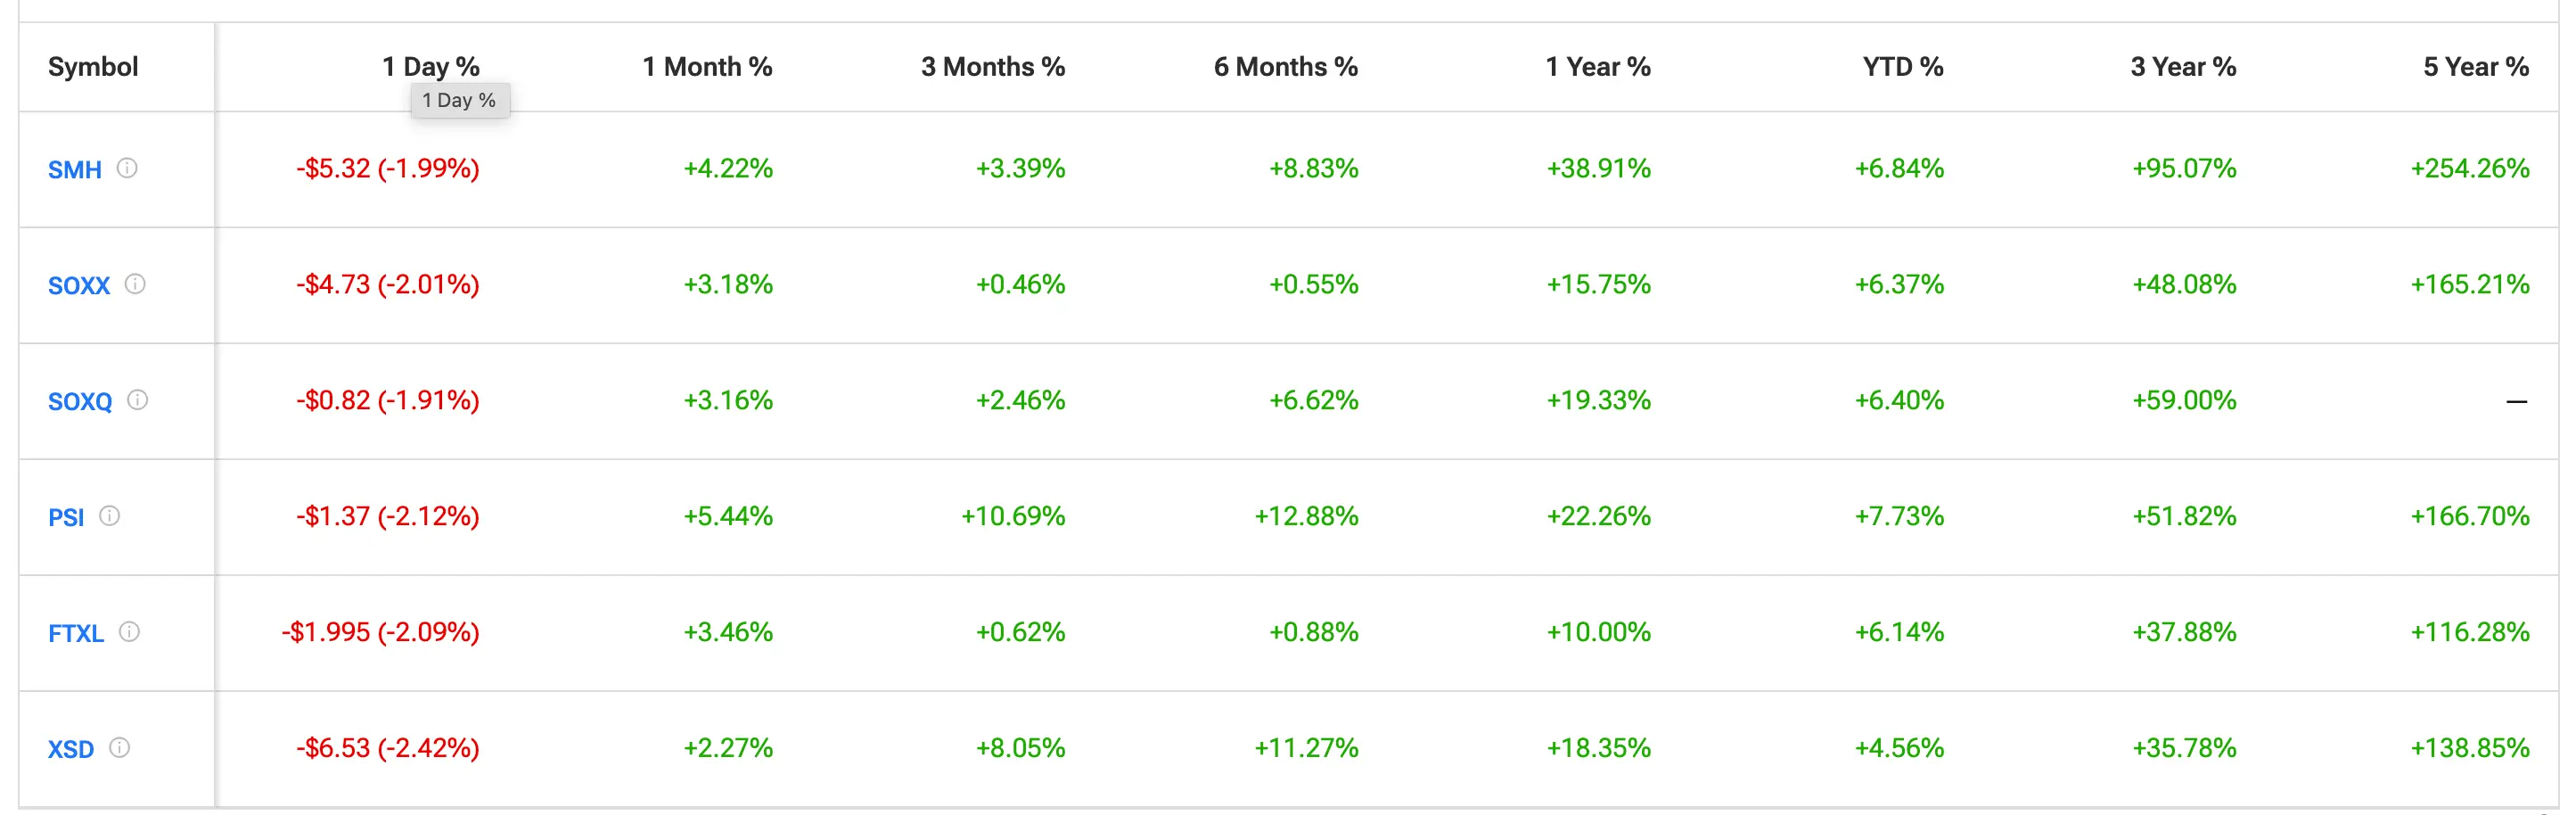 Symbol 1 Day % 1 Month % 3 Months % 6 Months % 1 Year % YTD % 3 Year % 5 Year %
1 Day %
SMH -$5.32 (-1.99%) +4.22% +3.39% +8.83% +38.91% +6.84% +95.07% +254.26%
SOXX -$4.73 (-2.01%) +3.18% +0.46% +0.55% +15.75% +6.37% +48.08% +165.21%
SOXQ -$0.82 (-1.91%) +3.16% +2.46% +6.62% +19.33% +6.40% +59.00% —
PSI -$1.37 (-2.12%) +5.44% +10.69% +12.88% +22.26% +7.73% +51.82% +166.70%
FTXL -$1.995 (-2.09%) +3.46% +0.62% +0.88% +10.00% +6.14% +37.88% +116.28%
XSD -$6.53 (-2.42%) +2.27% +8.05% +11.27% +18.35% +4.56% +35.78% +138.85%